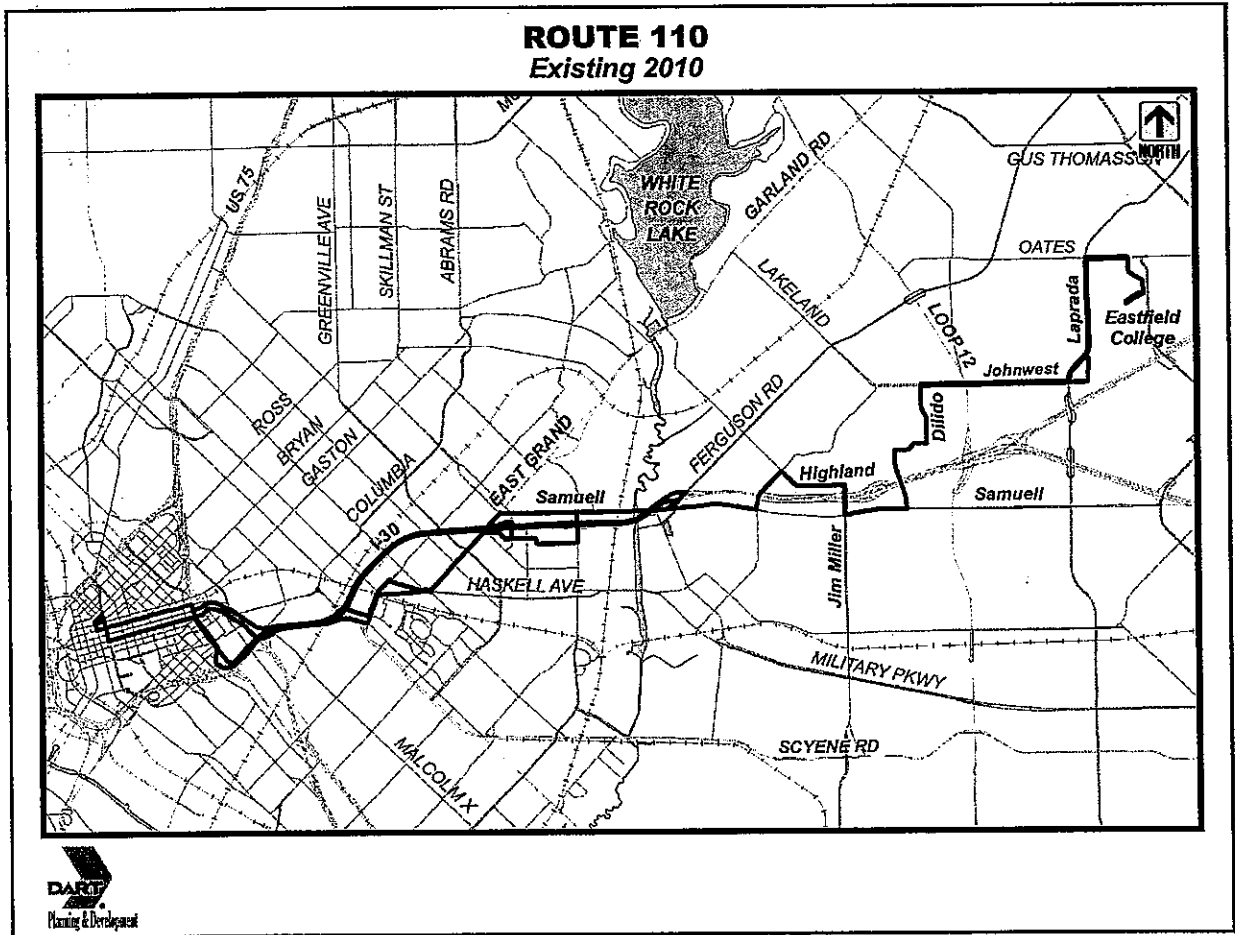 ROUTE 110
Existing 2010
NORTH
GUS THOMASSON
US 75
GREENVILLE AVE
SKILLMAN ST
ABRAMS RD
WHITE
ROCK
LAKE
GARLAND RD
OATES
LAKELAND
LOOP 12
Laprada
Eastfield
College
Johnwest
Dilido
ROSS
BRYAN
GASTON
COLUMBIA
EAST GRAND
FERGUSON RD
Highland
Samuell
Samuell
I-30
Jim Miller
HASKELL AVE
MILITARY PKWY
SCYENE RD
MALCOLM X
DART
Planning & Development